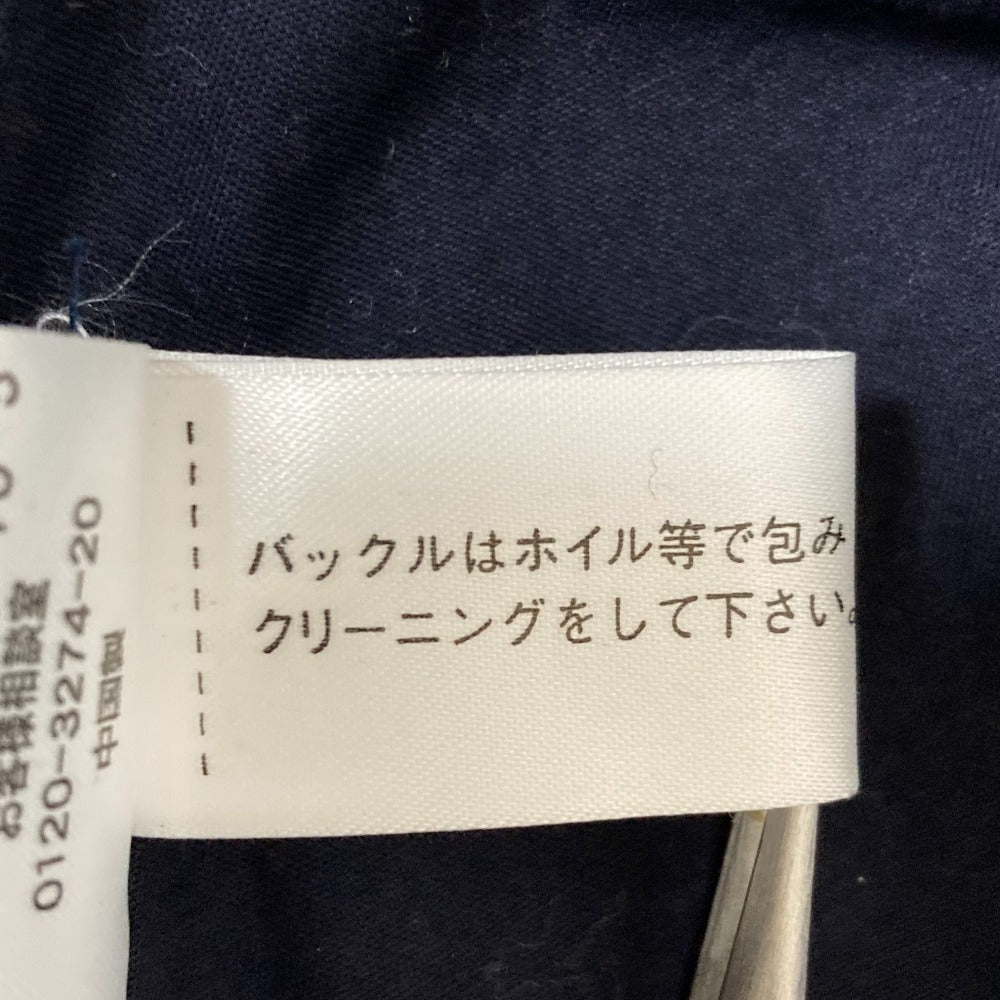 バックルはホイル等で包み
クリーニングをして下さい。
お客様相談室
0120-3274-20
中国製